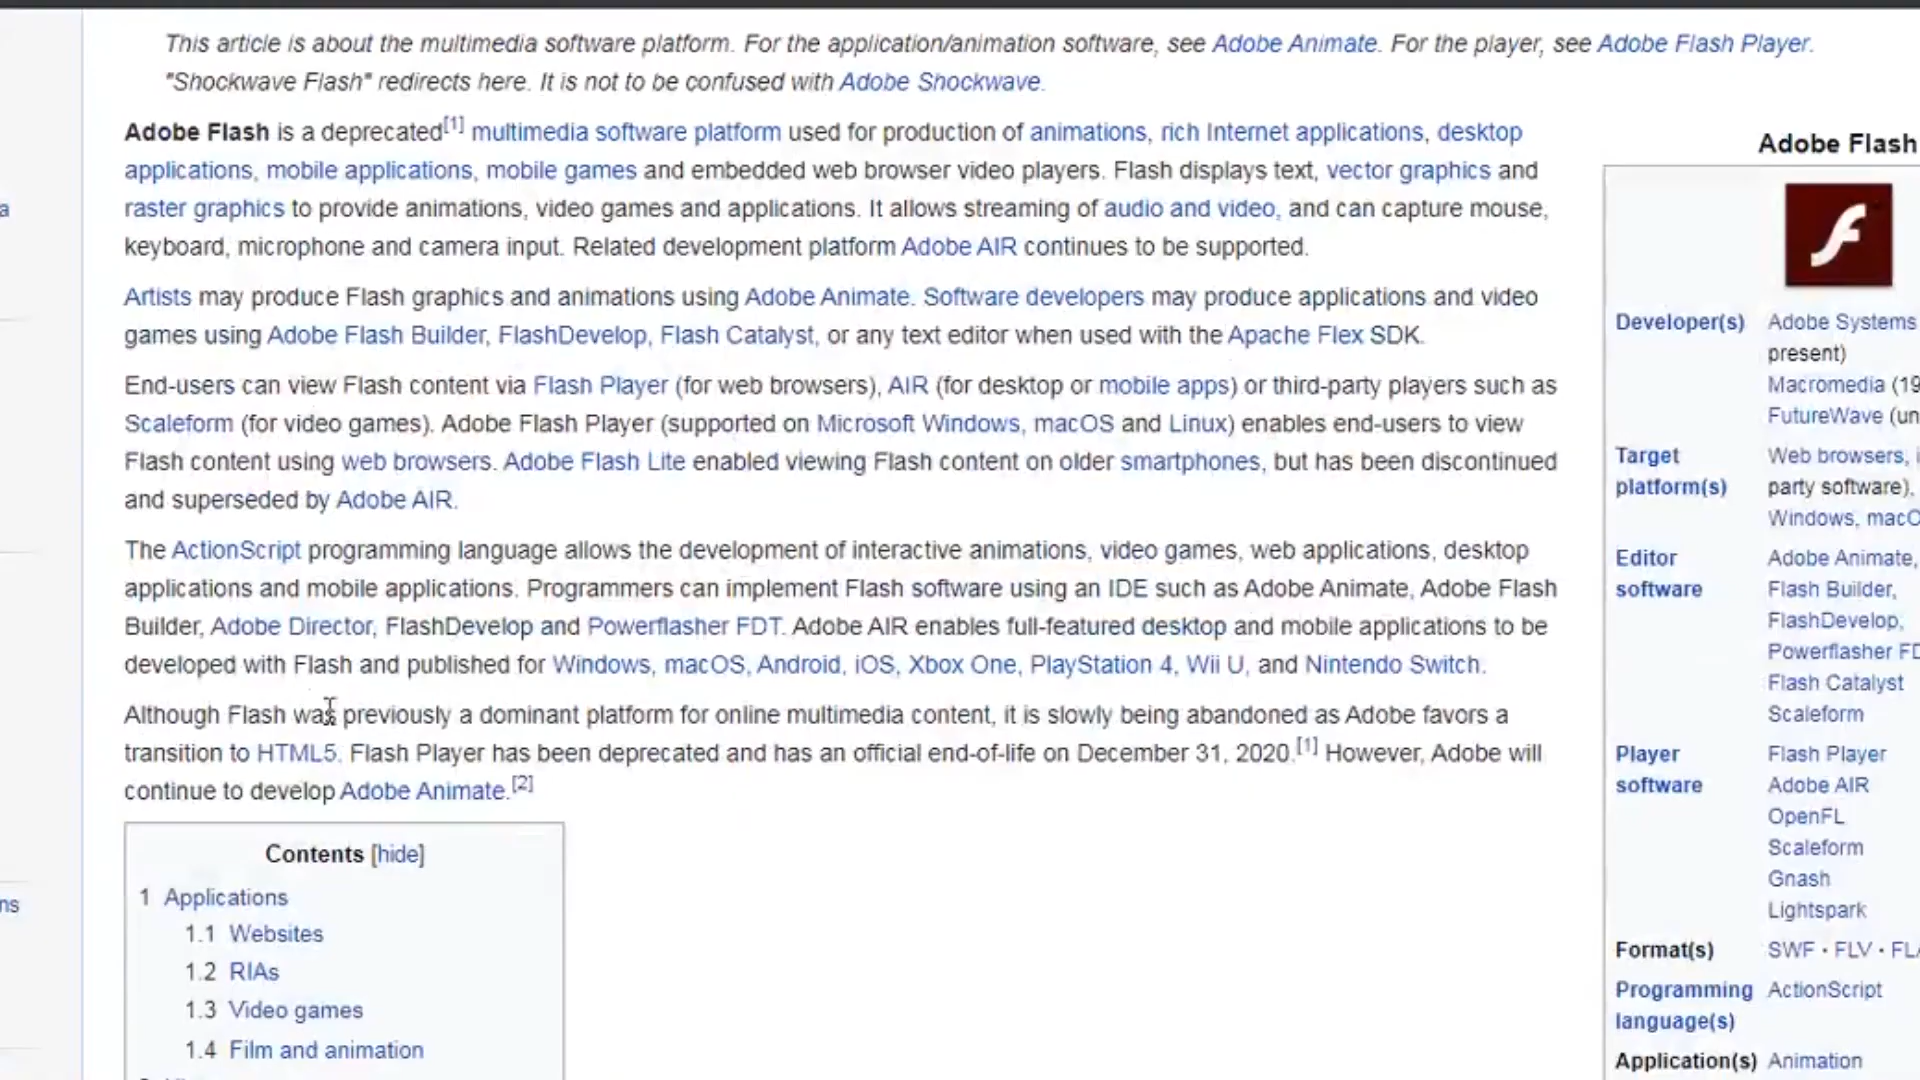 This article is about the multimedia software platform. For the application/animation software, see Adobe Animate. For the player, see Adobe Flash Player.
"Shockwave Flash" redirects here. It is not to be confused with Adobe Shockwave.
Adobe Flash is a deprecated[1] multimedia software platform used for production of animations, rich Internet applications, desktop
applications, mobile applications, mobile games and embedded web browser video players. Flash displays text, vector graphics and
raster graphics to provide animations, video games and applications. It allows streaming of audio and video, and can capture mouse,
keyboard, microphone and camera input. Related development platform Adobe AIR continues to be supported.
Artists may produce Flash graphics and animations using Adobe Animate. Software developers may produce applications and video
games using Adobe Flash Builder, FlashDevelop, Flash Catalyst, or any text editor when used with the Apache Flex SDK.
End-users can view Flash content via Flash Player (for web browsers), AIR (for desktop or mobile apps) or third-party players such as
Scaleform (for video games). Adobe Flash Player (supported on Microsoft Windows, macOS and Linux) enables end-users to view
Flash content using web browsers. Adobe Flash Lite enabled viewing Flash content on older smartphones, but has been discontinued
and superseded by Adobe AIR.
The ActionScript programming language allows the development of interactive animations, video games, web applications, desktop
applications and mobile applications. Programmers can implement Flash software using an IDE such as Adobe Animate, Adobe Flash
Builder, Adobe Director, FlashDevelop and Powerflasher FDT. Adobe AIR enables full-featured desktop and mobile applications to be
developed with Flash and published for Windows, macOS, Android, iOS, Xbox One, PlayStation 4, Wii U, and Nintendo Switch.
Although Flash was previously a dominant platform for online multimedia content, it is slowly being abandoned as Adobe favors a
transition to HTML5. Flash Player has been deprecated and has an official end-of-life on December 31, 2020.[1] However, Adobe will
continue to develop Adobe Animate.[2]
Contents [hide]
1 Applications
1.1 Websites
1.2 RIAs
1.3 Video games
1.4 Film and animation
Adobe Flash
Developer(s) Adobe Systems
present)
Macromedia (19
FutureWave (un
Target Web browsers, i
platform(s) party software),
Windows, macO
Editor Adobe Animate,
software Flash Builder,
FlashDevelop,
Powerflasher FD
Flash Catalyst
Scaleform
Player Flash Player
software Adobe AIR
OpenFL
Scaleform
Gnash
Lightspark
Format(s) SWF · FLV · FLA
Programming ActionScript
language(s)
Application(s) Animation
a
ns